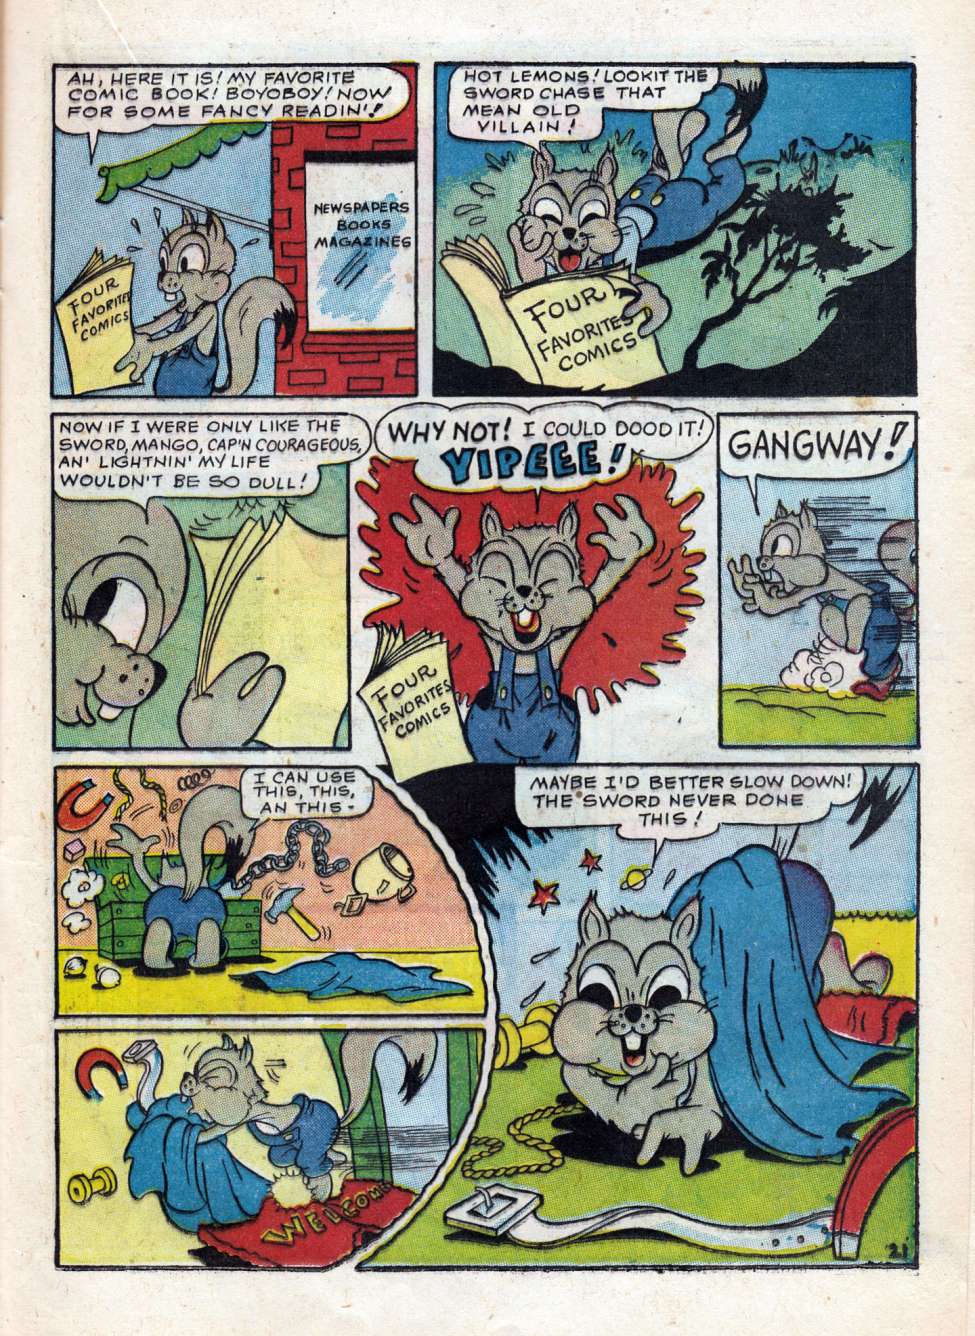 AH, HERE IT IS! MY FAVORITE
COMIC BOOK! BOYOBOY! NOW
FOR SOME FANCY READIN'!
NEWSPAPERS
BOOKS
MAGAZINES
FOUR
FAVORITES
COMICS
HOT LEMONS! LOOKIT THE
SWORD CHASE THAT
MEAN OLD
VILLAIN!
FOUR
FAVORITES
COMICS
NOW IF I WERE ONLY LIKE THE
SWORD, MANGO, CAP'N COURAGEOUS,
AN' LIGHTNIN' MY LIFE
WOULDN'T BE SO DULL!
WHY NOT! I COULD DOOD IT!
YIPEEE!
FOUR
FAVORITES
COMICS
GANGWAY!
I CAN USE
THIS, THIS,
AN THIS-
WELCOME
MAYBE I'D BETTER SLOW DOWN!
THE SWORD NEVER DONE
THIS!
21